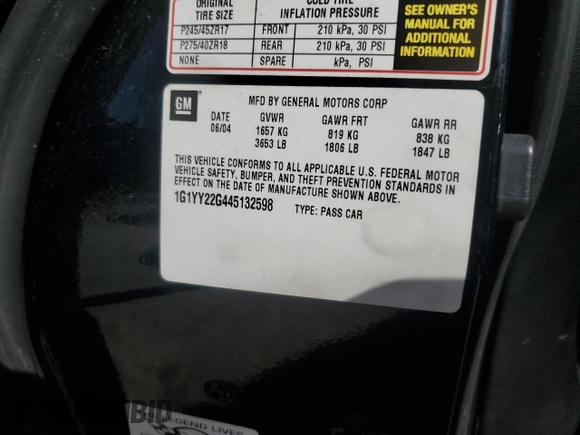 ORIGINAL
TIRE SIZE
COLD TIRE
INFLATION PRESSURE
P245/45ZR17 FRONT 210 kPa, 30 PSI
P275/40ZR18 REAR 210 kPa, 30 PSI
NONE SPARE kPa, PSI
SEE OWNER'S
MANUAL FOR
ADDITIONAL
INFORMATION
GM
MFD BY GENERAL MOTORS CORP
DATE GVWR GAWR FRT GAWR RR
06/04 1657 KG 819 KG 838 KG
3653 LB 1806 LB 1847 LB
THIS VEHICLE CONFORMS TO ALL APPLICABLE U.S. FEDERAL MOTOR
VEHICLE SAFETY, BUMPER, AND THEFT PREVENTION STANDARDS IN
EFFECT ON THE DATE OF MANUFACTURE SHOWN ABOVE.
1G1YY22G445132598 TYPE: PASS CAR
LEGEND LIVES